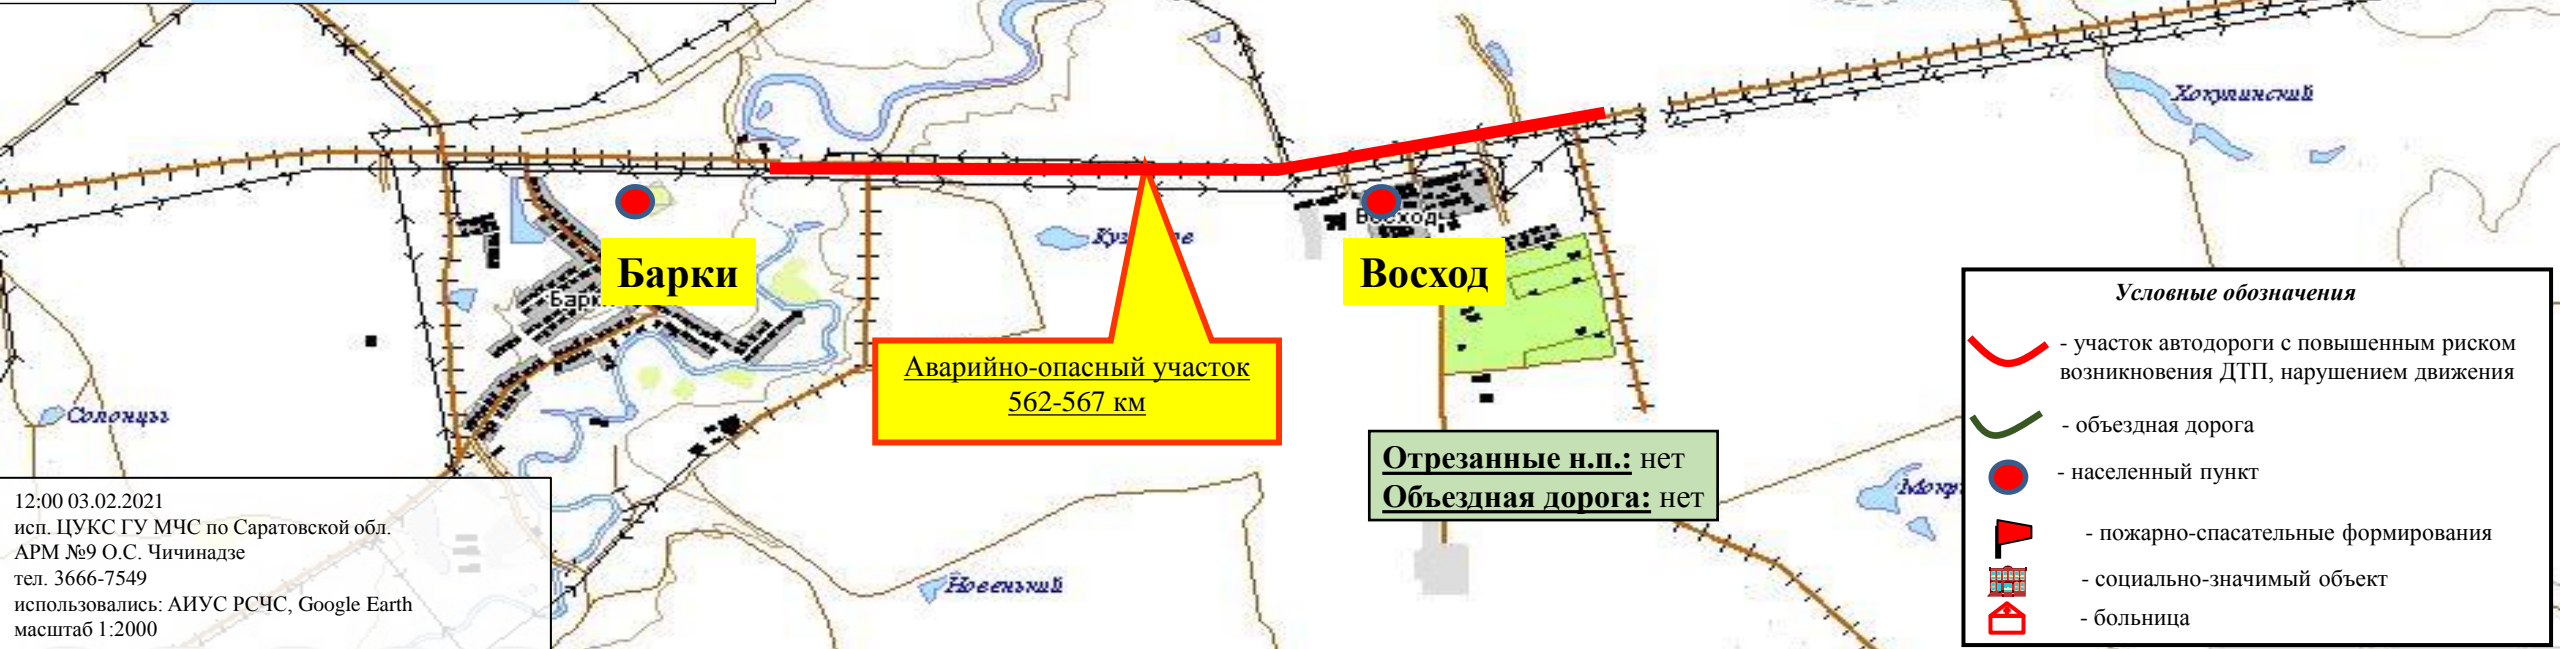 Хокупинский
Восход
Барки
Восход
Аварийно-опасный участок
562-567 км
Солонцы
Новенький
Отрезанные н.п.: нет
Объездная дорога: нет
12:00 03.02.2021
исп. ЦУКС ГУ МЧС по Саратовской обл.
АРМ №9 О.С. Чичинадзе
тел. 3666-7549
использовались: АИУС РСЧС, Google Earth
масштаб 1:2000
Условные обозначения
- участок автодороги с повышенным риском
возникновения ДТП, нарушением движения
- объездная дорога
- населенный пункт
- пожарно-спасательные формирования
- социально-значимый объект
- больница